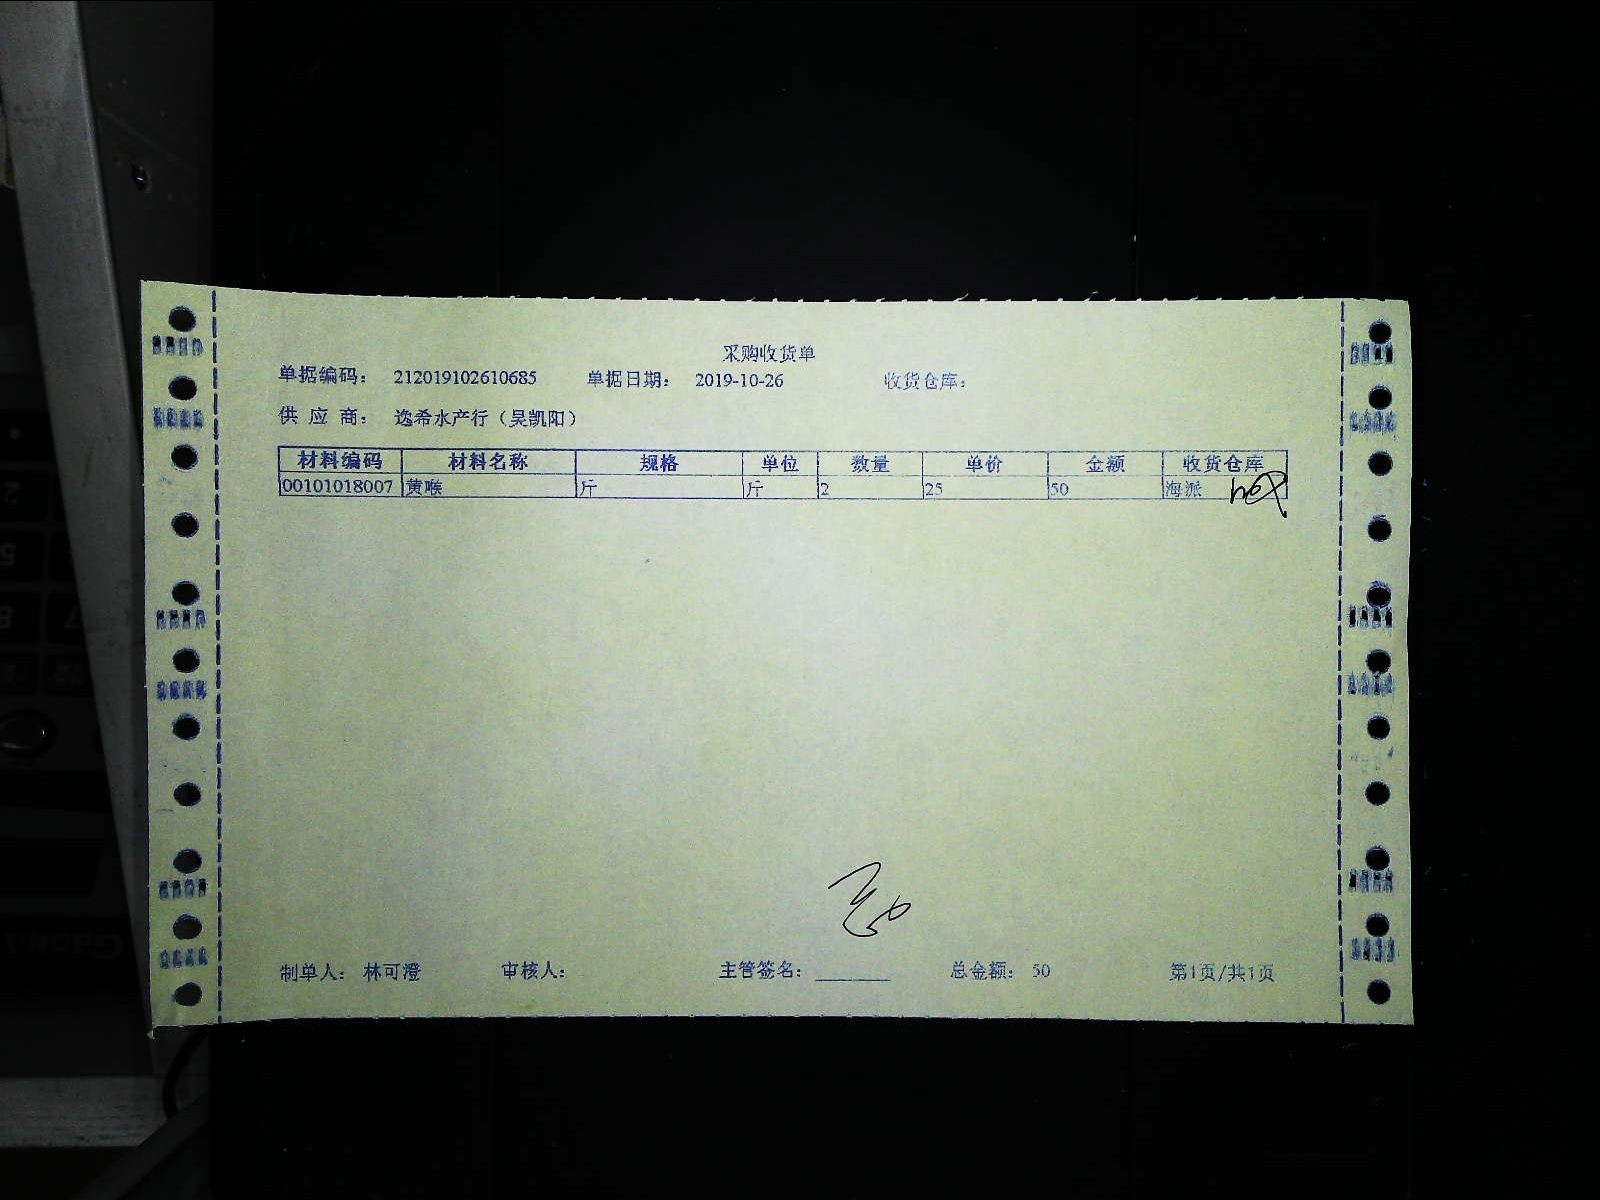 采购收货单
单据编码： 212019102610685 单据日期： 2019-10-26 收货仓库：
供 应 商： 逸希水产行（吴凯阳）
材料编码 材料名称 规格 单位 数量 单价 金额 收货仓库
00101018007 黄喉 斤 斤 2 25 50 海派
制单人： 林可澄 审核人： 主管签名： ______ 总金额： 50 第1页/共1页